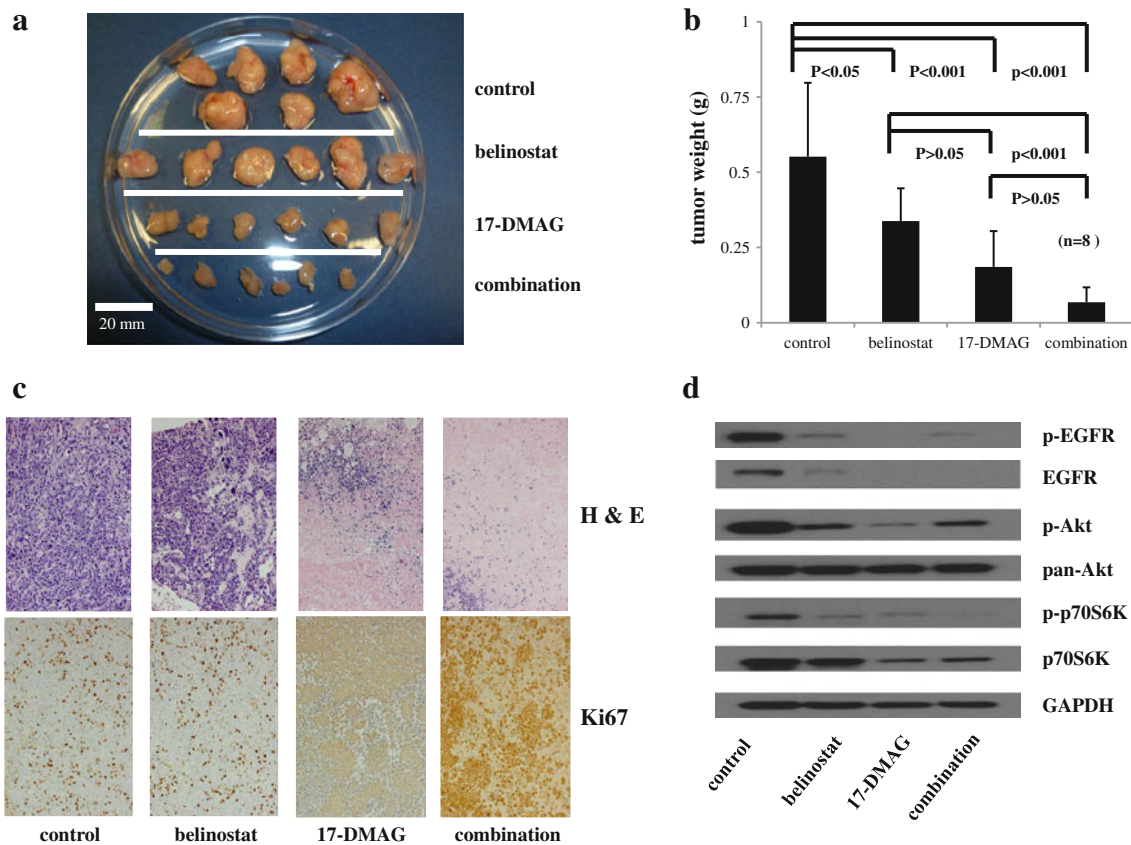 a
control
belinostat
17-DMAG
combination
20 mm
b
tumor weight (g)
1
0.75
0.5
0.25
0
P<0.05 P<0.001 p<0.001
P>0.05 p<0.001
P>0.05
(n=8 )
control belinostat 17-DMAG combination
c
H & E
Ki67
control belinostat 17-DMAG combination
d
p-EGFR
EGFR
p-Akt
pan-Akt
p-p70S6K
p70S6K
GAPDH
control belinostat 17-DMAG combination